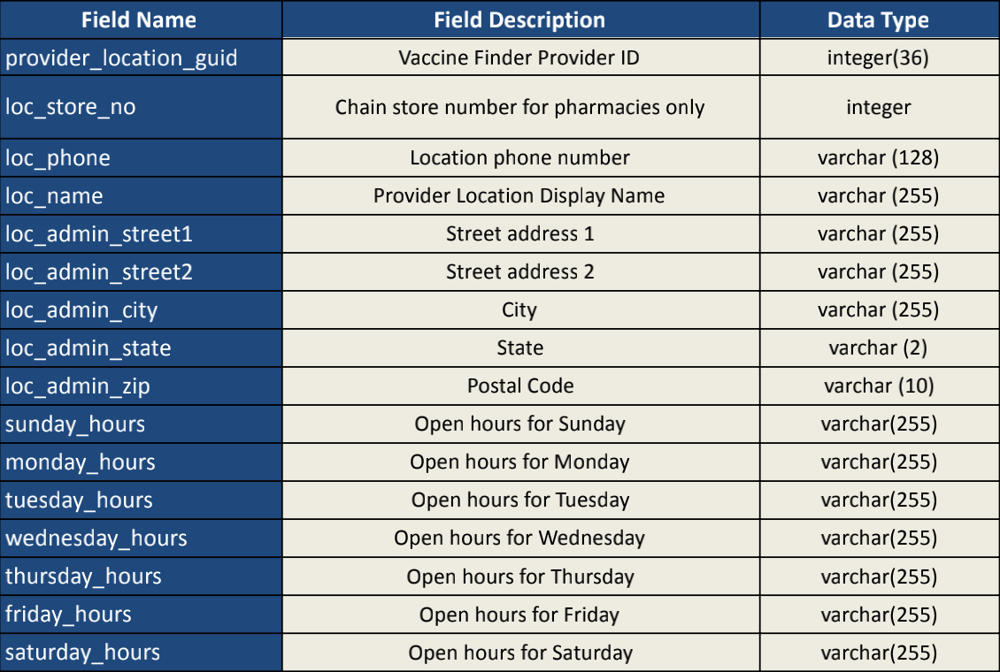 Field Name Field Description Data Type
provider_location_guid Vaccine Finder Provider ID integer(36)
loc_store_no Chain store number for pharmacies only integer
loc_phone Location phone number varchar (128)
loc_name Provider Location Display Name varchar (255)
loc_admin_street1 Street address 1 varchar (255)
loc_admin_street2 Street address 2 varchar (255)
loc_admin_city City varchar (255)
loc_admin_state State varchar (2)
loc_admin_zip Postal Code varchar (10)
sunday_hours Open hours for Sunday varchar(255)
monday_hours Open hours for Monday varchar(255)
tuesday_hours Open hours for Tuesday varchar(255)
wednesday_hours Open hours for Wednesday varchar(255)
thursday_hours Open hours for Thursday varchar(255)
friday_hours Open hours for Friday varchar(255)
saturday_hours Open hours for Saturday varchar(255)